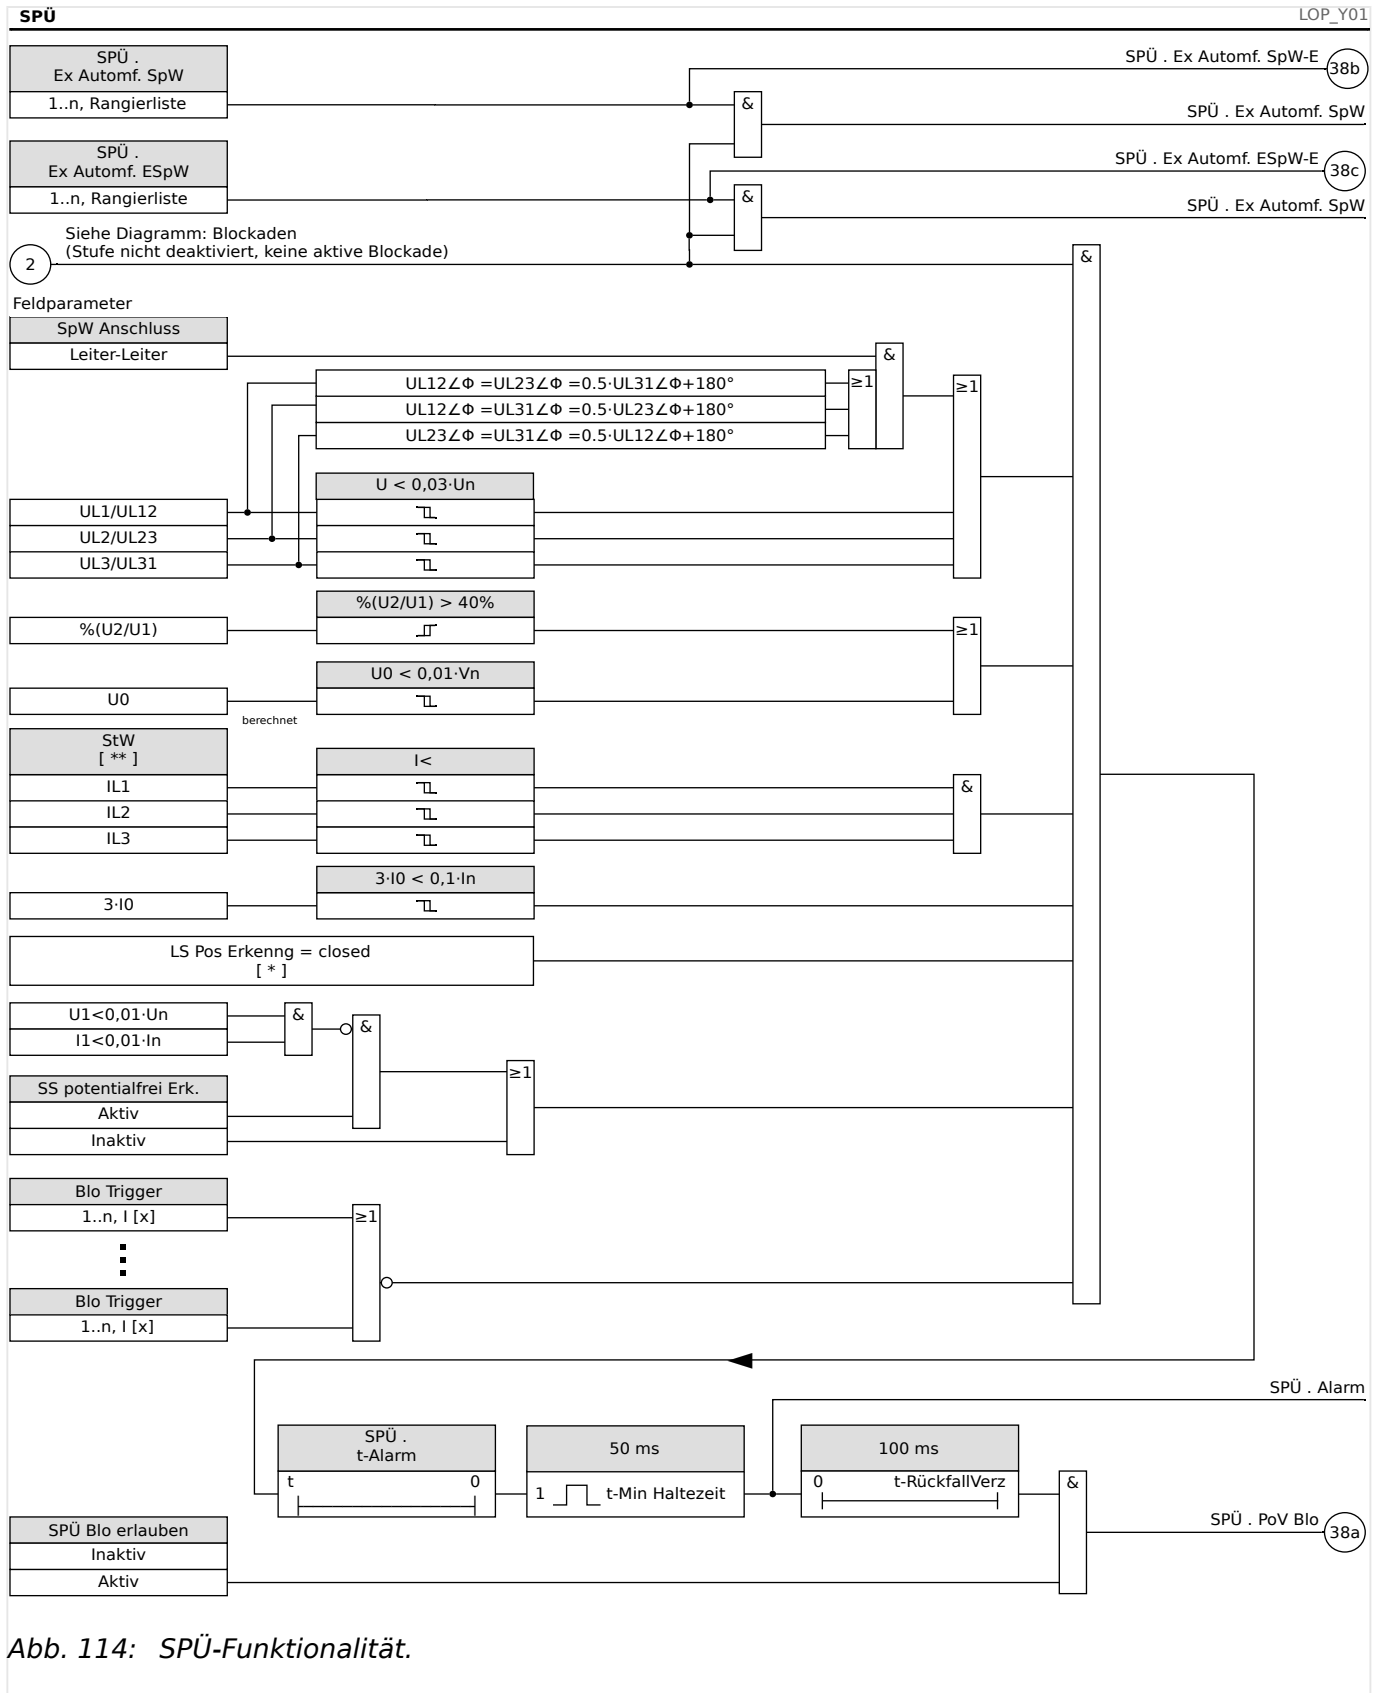 SPÜ
LOP_Y01
SPÜ .
Ex Automf. SpW
1..n, Rangierliste
SPÜ . Ex Automf. SpW-E
38b
&
SPÜ . Ex Automf. SpW
SPÜ .
Ex Automf. ESpW
1..n, Rangierliste
SPÜ . Ex Automf. ESpW-E
38c
&
SPÜ . Ex Automf. SpW
Siehe Diagramm: Blockaden
(Stufe nicht deaktiviert, keine aktive Blockade)
2
&
Feldparameter
SpW Anschluss
Leiter-Leiter
&
UL12∠Φ =UL23∠Φ =0.5·UL31∠Φ+180°
≥1
≥1
UL12∠Φ =UL31∠Φ =0.5·UL23∠Φ+180°
UL23∠Φ =UL31∠Φ =0.5·UL12∠Φ+180°
U < 0,03·Un
UL1/UL12
UL2/UL23
UL3/UL31
%(U2/U1) > 40%
%(U2/U1)
≥1
U0 < 0,01·Vn
U0
berechnet
StW
[ ** ]
I<
IL1
&
IL2
IL3
3·I0 < 0,1·In
3·I0
LS Pos Erkenng = closed
[ * ]
U1<0,01·Un
&
&
I1<0,01·In
≥1
SS potentialfrei Erk.
Aktiv
Inaktiv
Blo Trigger
1..n, I [x]
≥1
Blo Trigger
1..n, I [x]
SPÜ . Alarm
SPÜ .
t-Alarm
t 0
50 ms
1 t-Min Haltezeit
100 ms
0 t-RückfallVerz
&
SPÜ . PoV Blo
38a
SPÜ Blo erlauben
Inaktiv
Aktiv
Abb. 114: SPÜ-Funktionalität.